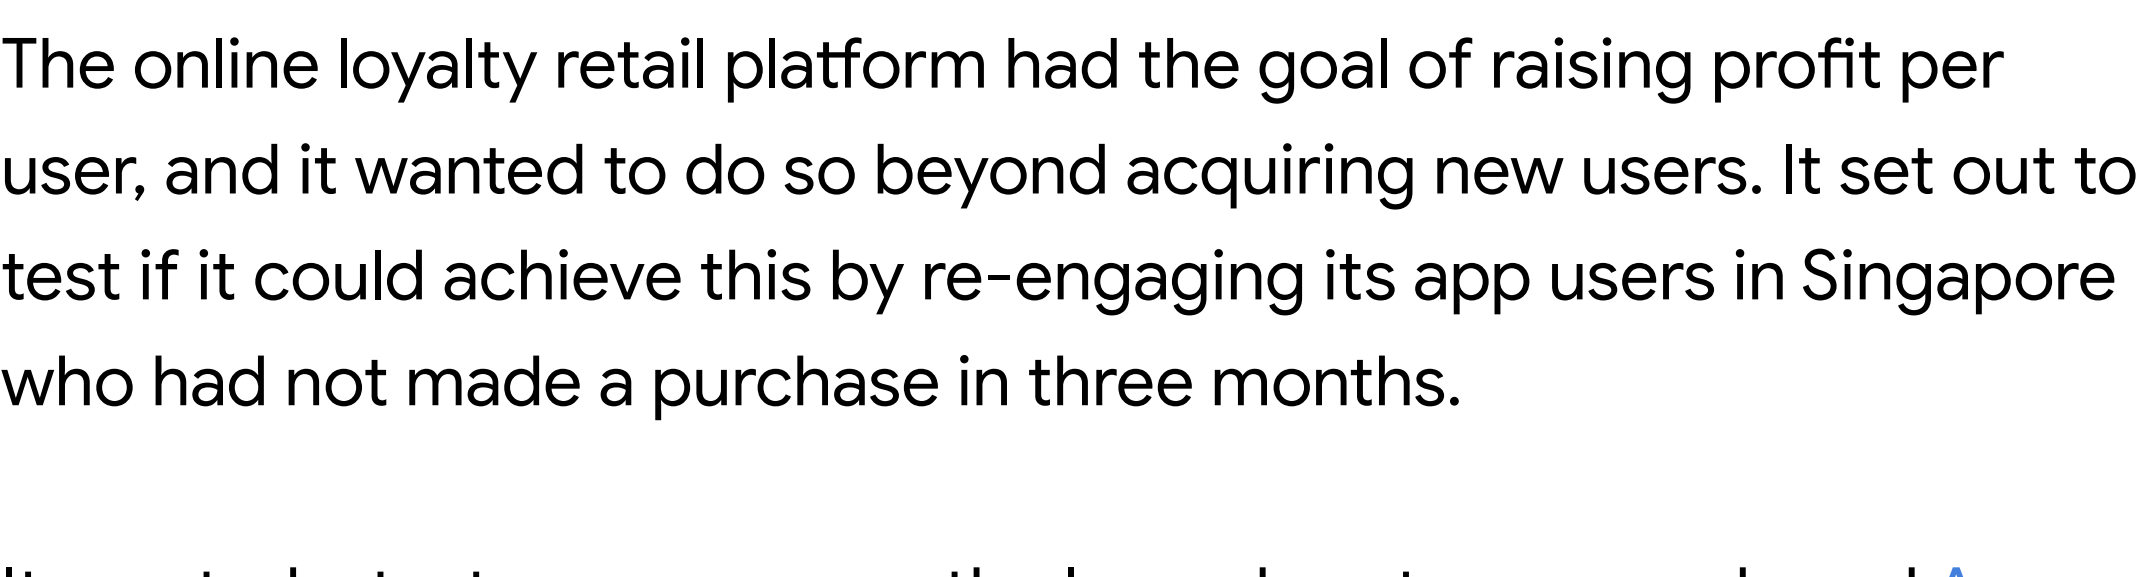 The online loyalty retail platform had the goal of raising profit per
user, and it wanted to do so beyond acquiring new users. It set out to
test if it could achieve this by re-engaging its app users in Singapore
who had not made a purchase in three months.